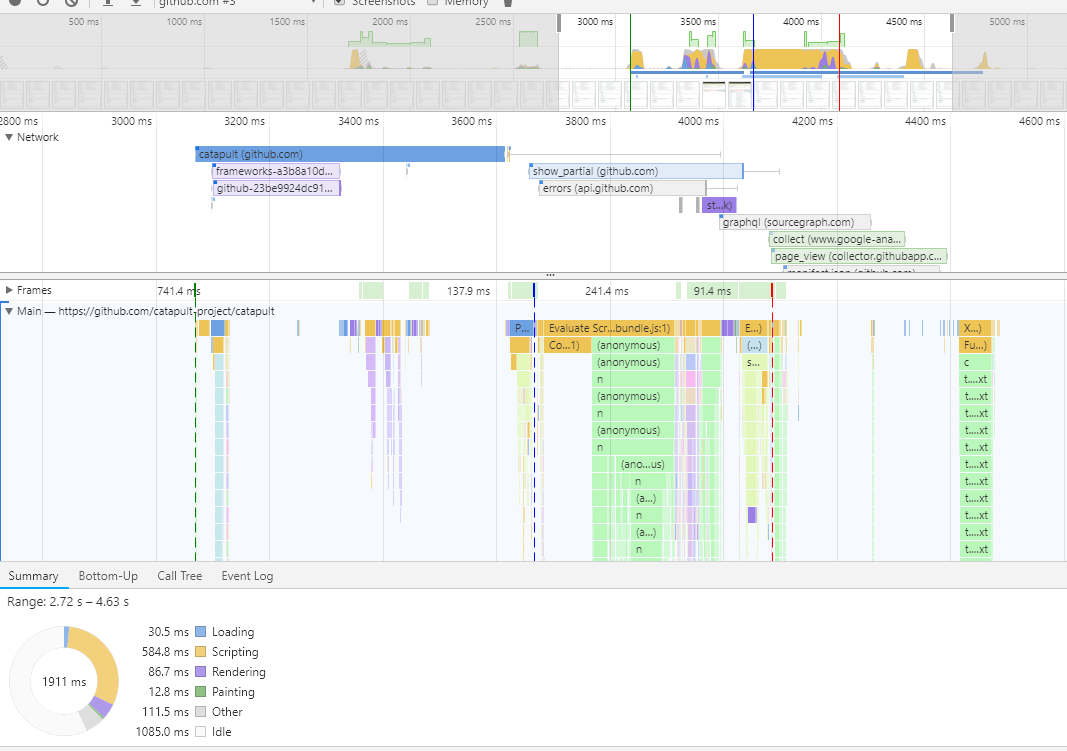 github.com #3 Screenshots Memory
500 ms 1000 ms 1500 ms 2000 ms 2500 ms 3000 ms 3500 ms 4000 ms 4500 ms 5000 ms
2800 ms 3000 ms 3200 ms 3400 ms 3600 ms 3800 ms 4000 ms 4200 ms 4400 ms 4600 ms
▼ Network
catapult (github.com)
frameworks-a3b8a10d... show_partial (github.com)
github-23be9924dc91... errors (api.github.com)
st...k)
graphql (sourcegraph.com)
collect (www.google-ana...
page_view (collector.githubapp.c...
manifest.json (github.com)
...
▶ Frames 741.4 ms 137.9 ms 241.4 ms 91.4 ms
▼ Main — https://github.com/catapult-project/catapult
P... Evaluate Scr...bundle.js:1) E...) X...)
Co...1) (anonymous) (...) Fu...)
(anonymous) s... c
n t....xt
(anonymous) t....xt
n t....xt
(anonymous) t....xt
n t....xt
(ano...us) t....xt
n t....xt
(a...) t....xt
n t....xt
(a...) t....xt
n t....xt
Summary Bottom-Up Call Tree Event Log
Range: 2.72 s – 4.63 s
30.5 ms Loading
584.8 ms Scripting
86.7 ms Rendering
1911 ms
12.8 ms Painting
111.5 ms Other
1085.0 ms Idle